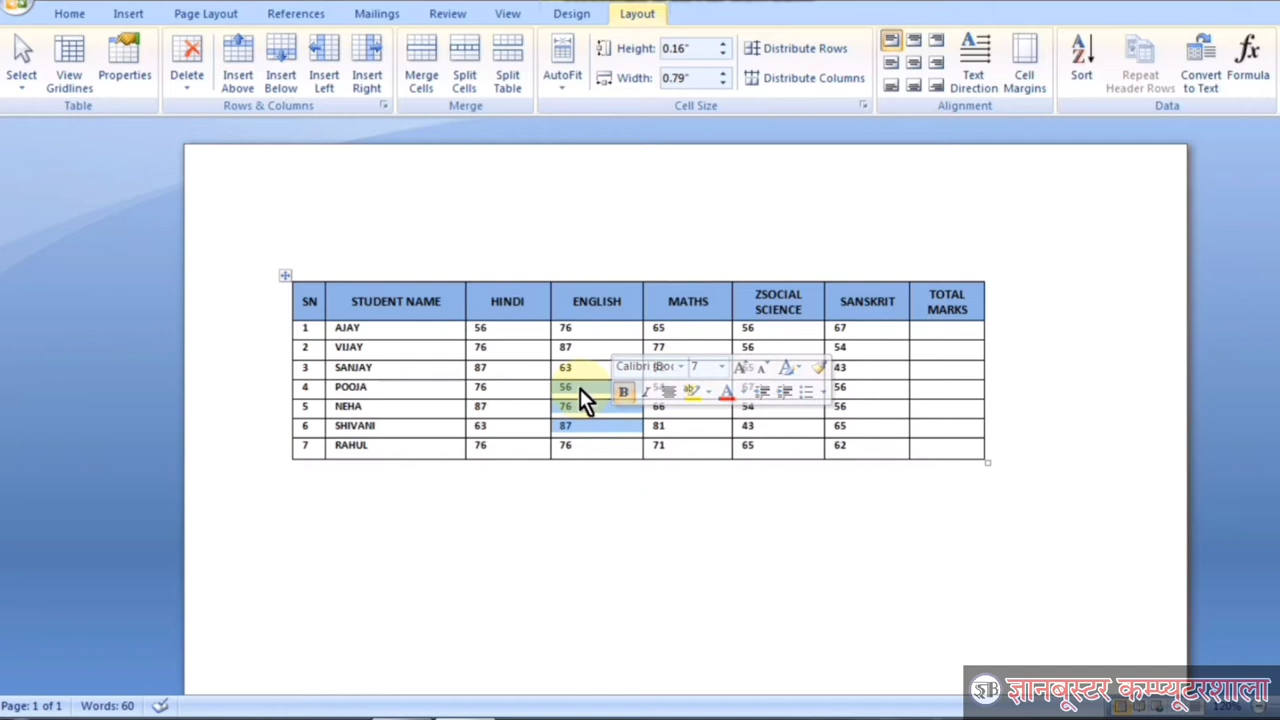 Home Insert Page Layout References Mailings Review View Design Layout
Select View Gridlines Properties Delete Insert Above Insert Below Insert Left Insert Right Merge Cells Split Cells Split Table AutoFit Height: 0.16" Width: 0.79" Distribute Rows Distribute Columns Text Direction Cell Margins Sort Repeat Header Rows Convert to Text Formula
Table Rows & Columns Merge Cell Size Alignment Data
SN STUDENT NAME HINDI ENGLISH MATHS ZSOCIAL SCIENCE SANSKRIT TOTAL MARKS
1 AJAY 56 76 65 56 67
2 VIJAY 76 87 77 56 54
3 SANJAY 87 63 43
Calibri 7
4 POOJA 76 56 56
5 NEHA 87 76 66 54 56
6 SHIVANI 63 87 81 43 65
7 RAHUL 76 76 71 65 62
ज्ञानबूस्टर कम्प्यूटरशाला
Page: 1 of 1 Words: 60 120%